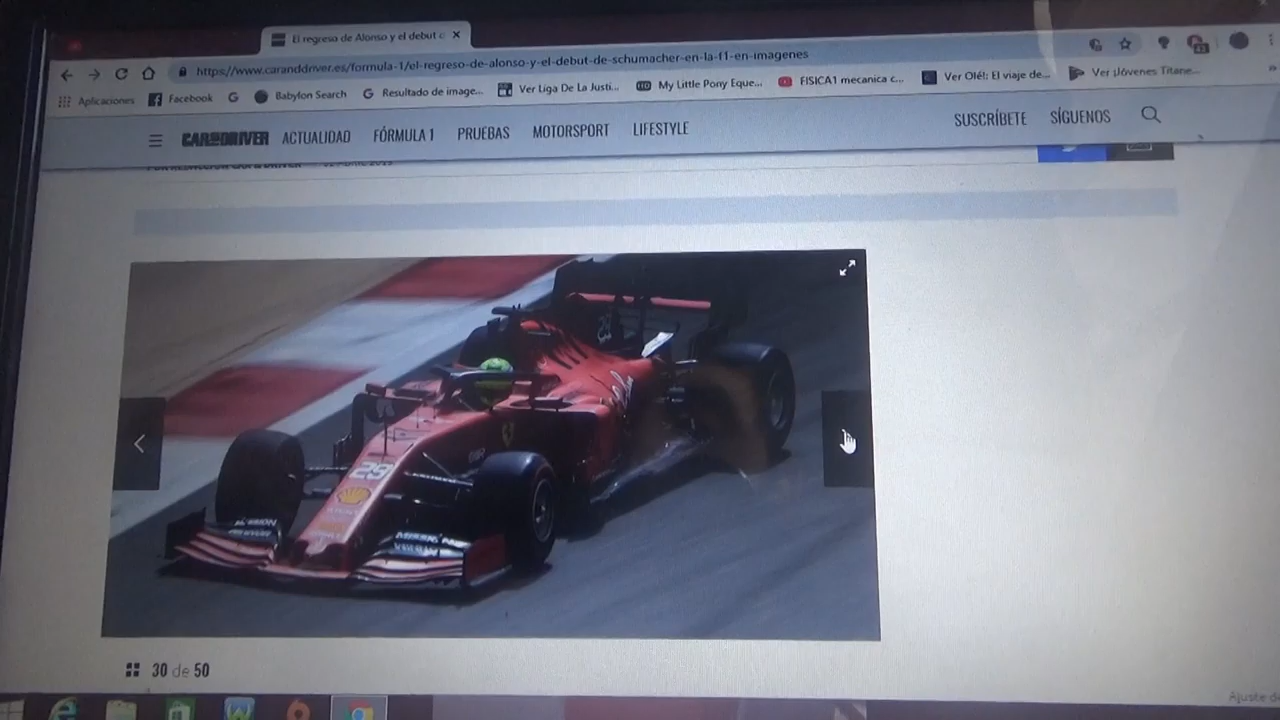 El regreso de Alonso y el debut c
https://www.caranddriver.es/formula-1/el-regreso-de-alonso-y-el-debut-de-schumacher-en-la-f1-en-imagenes
Aplicaciones Facebook Babylon Search Resultado de image... Ver Liga De La Justi... My Little Pony Eque... FISICA1 mecanica c... Ver Olé!: El viaje de... Ver ¡Jóvenes Titane...
CAR AND DRIVER ACTUALIDAD FÓRMULA 1 PRUEBAS MOTORSPORT LIFESTYLE SUSCRÍBETE SÍGUENOS
29
30 de 50
Ajuste d